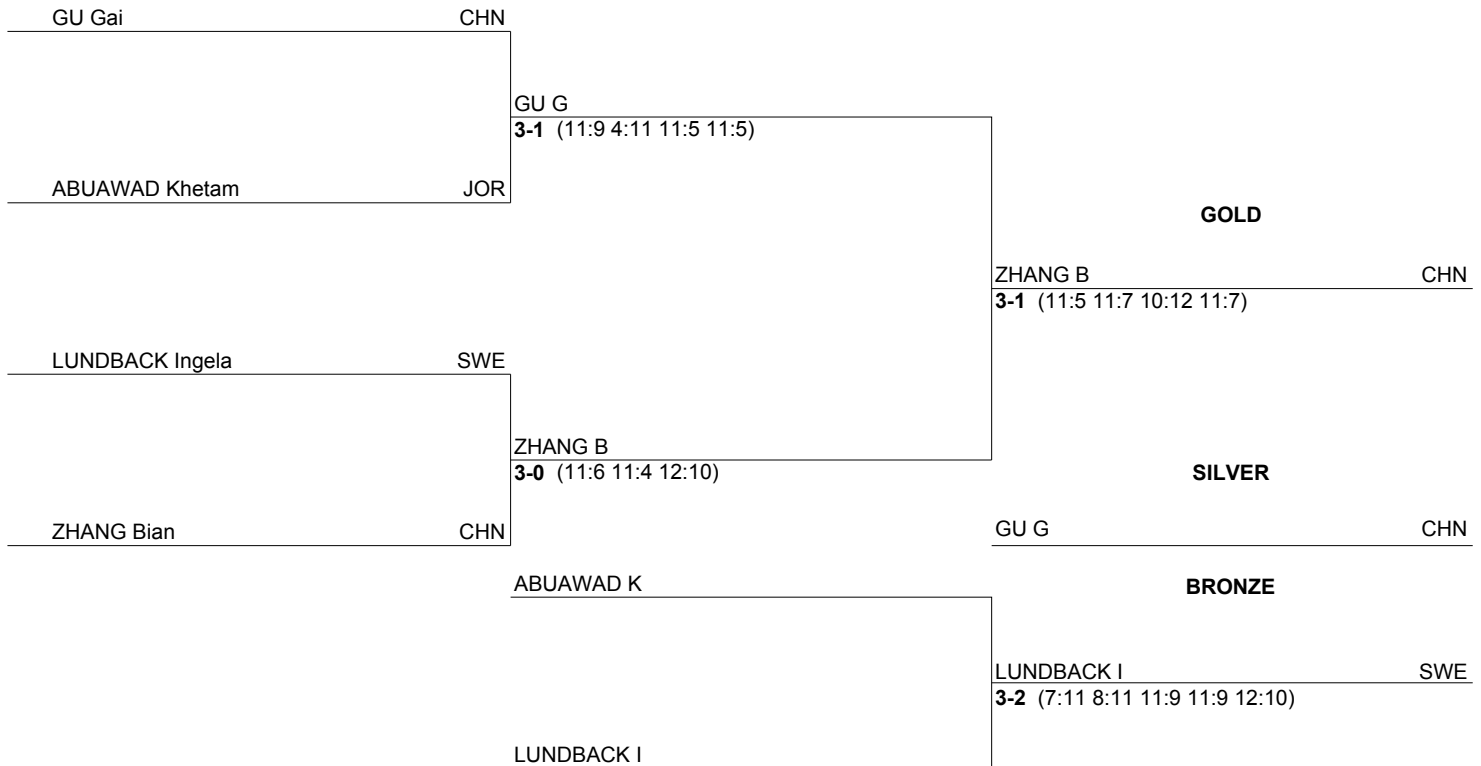 GU Gai CHN
GU G
3-1 (11:9 4:11 11:5 11:5)
ABUAWAD Khetam JOR
GOLD
ZHANG B CHN
3-1 (11:5 11:7 10:12 11:7)
LUNDBACK Ingela SWE
ZHANG B
3-0 (11:6 11:4 12:10)
SILVER
ZHANG Bian CHN
GU G CHN
ABUAWAD K
BRONZE
LUNDBACK I SWE
3-2 (7:11 8:11 11:9 11:9 12:10)
LUNDBACK I